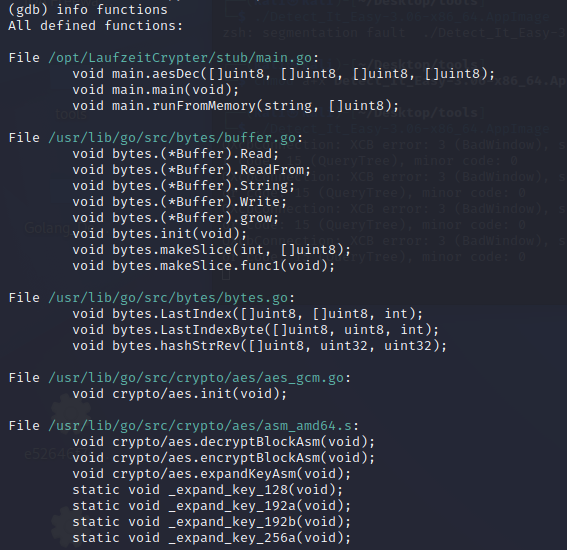 (gdb) info functions
All defined functions:
File /opt/LaufzeitCrypter/stub/main.go:
void main.aesDec([]uint8, []uint8, []uint8, []uint8);
void main.main(void);
void main.runFromMemory(string, []uint8);
File /usr/lib/go/src/bytes/buffer.go:
void bytes.(*Buffer).Read;
void bytes.(*Buffer).ReadFrom;
void bytes.(*Buffer).String;
void bytes.(*Buffer).Write;
void bytes.(*Buffer).grow;
void bytes.init(void);
void bytes.makeSlice(int, []uint8);
void bytes.makeSlice.func1(void);
File /usr/lib/go/src/bytes/bytes.go:
void bytes.LastIndex([]uint8, []uint8, int);
void bytes.LastIndexByte([]uint8, uint8, int);
void bytes.hashStrRev([]uint8, uint32, uint32);
File /usr/lib/go/src/crypto/aes/aes_gcm.go:
void crypto/aes.init(void);
File /usr/lib/go/src/crypto/aes/asm_amd64.s:
void crypto/aes.decryptBlockAsm(void);
void crypto/aes.encryptBlockAsm(void);
void crypto/aes.expandKeyAsm(void);
static void _expand_key_128(void);
static void _expand_key_192a(void);
static void _expand_key_192b(void);
static void _expand_key_256a(void);